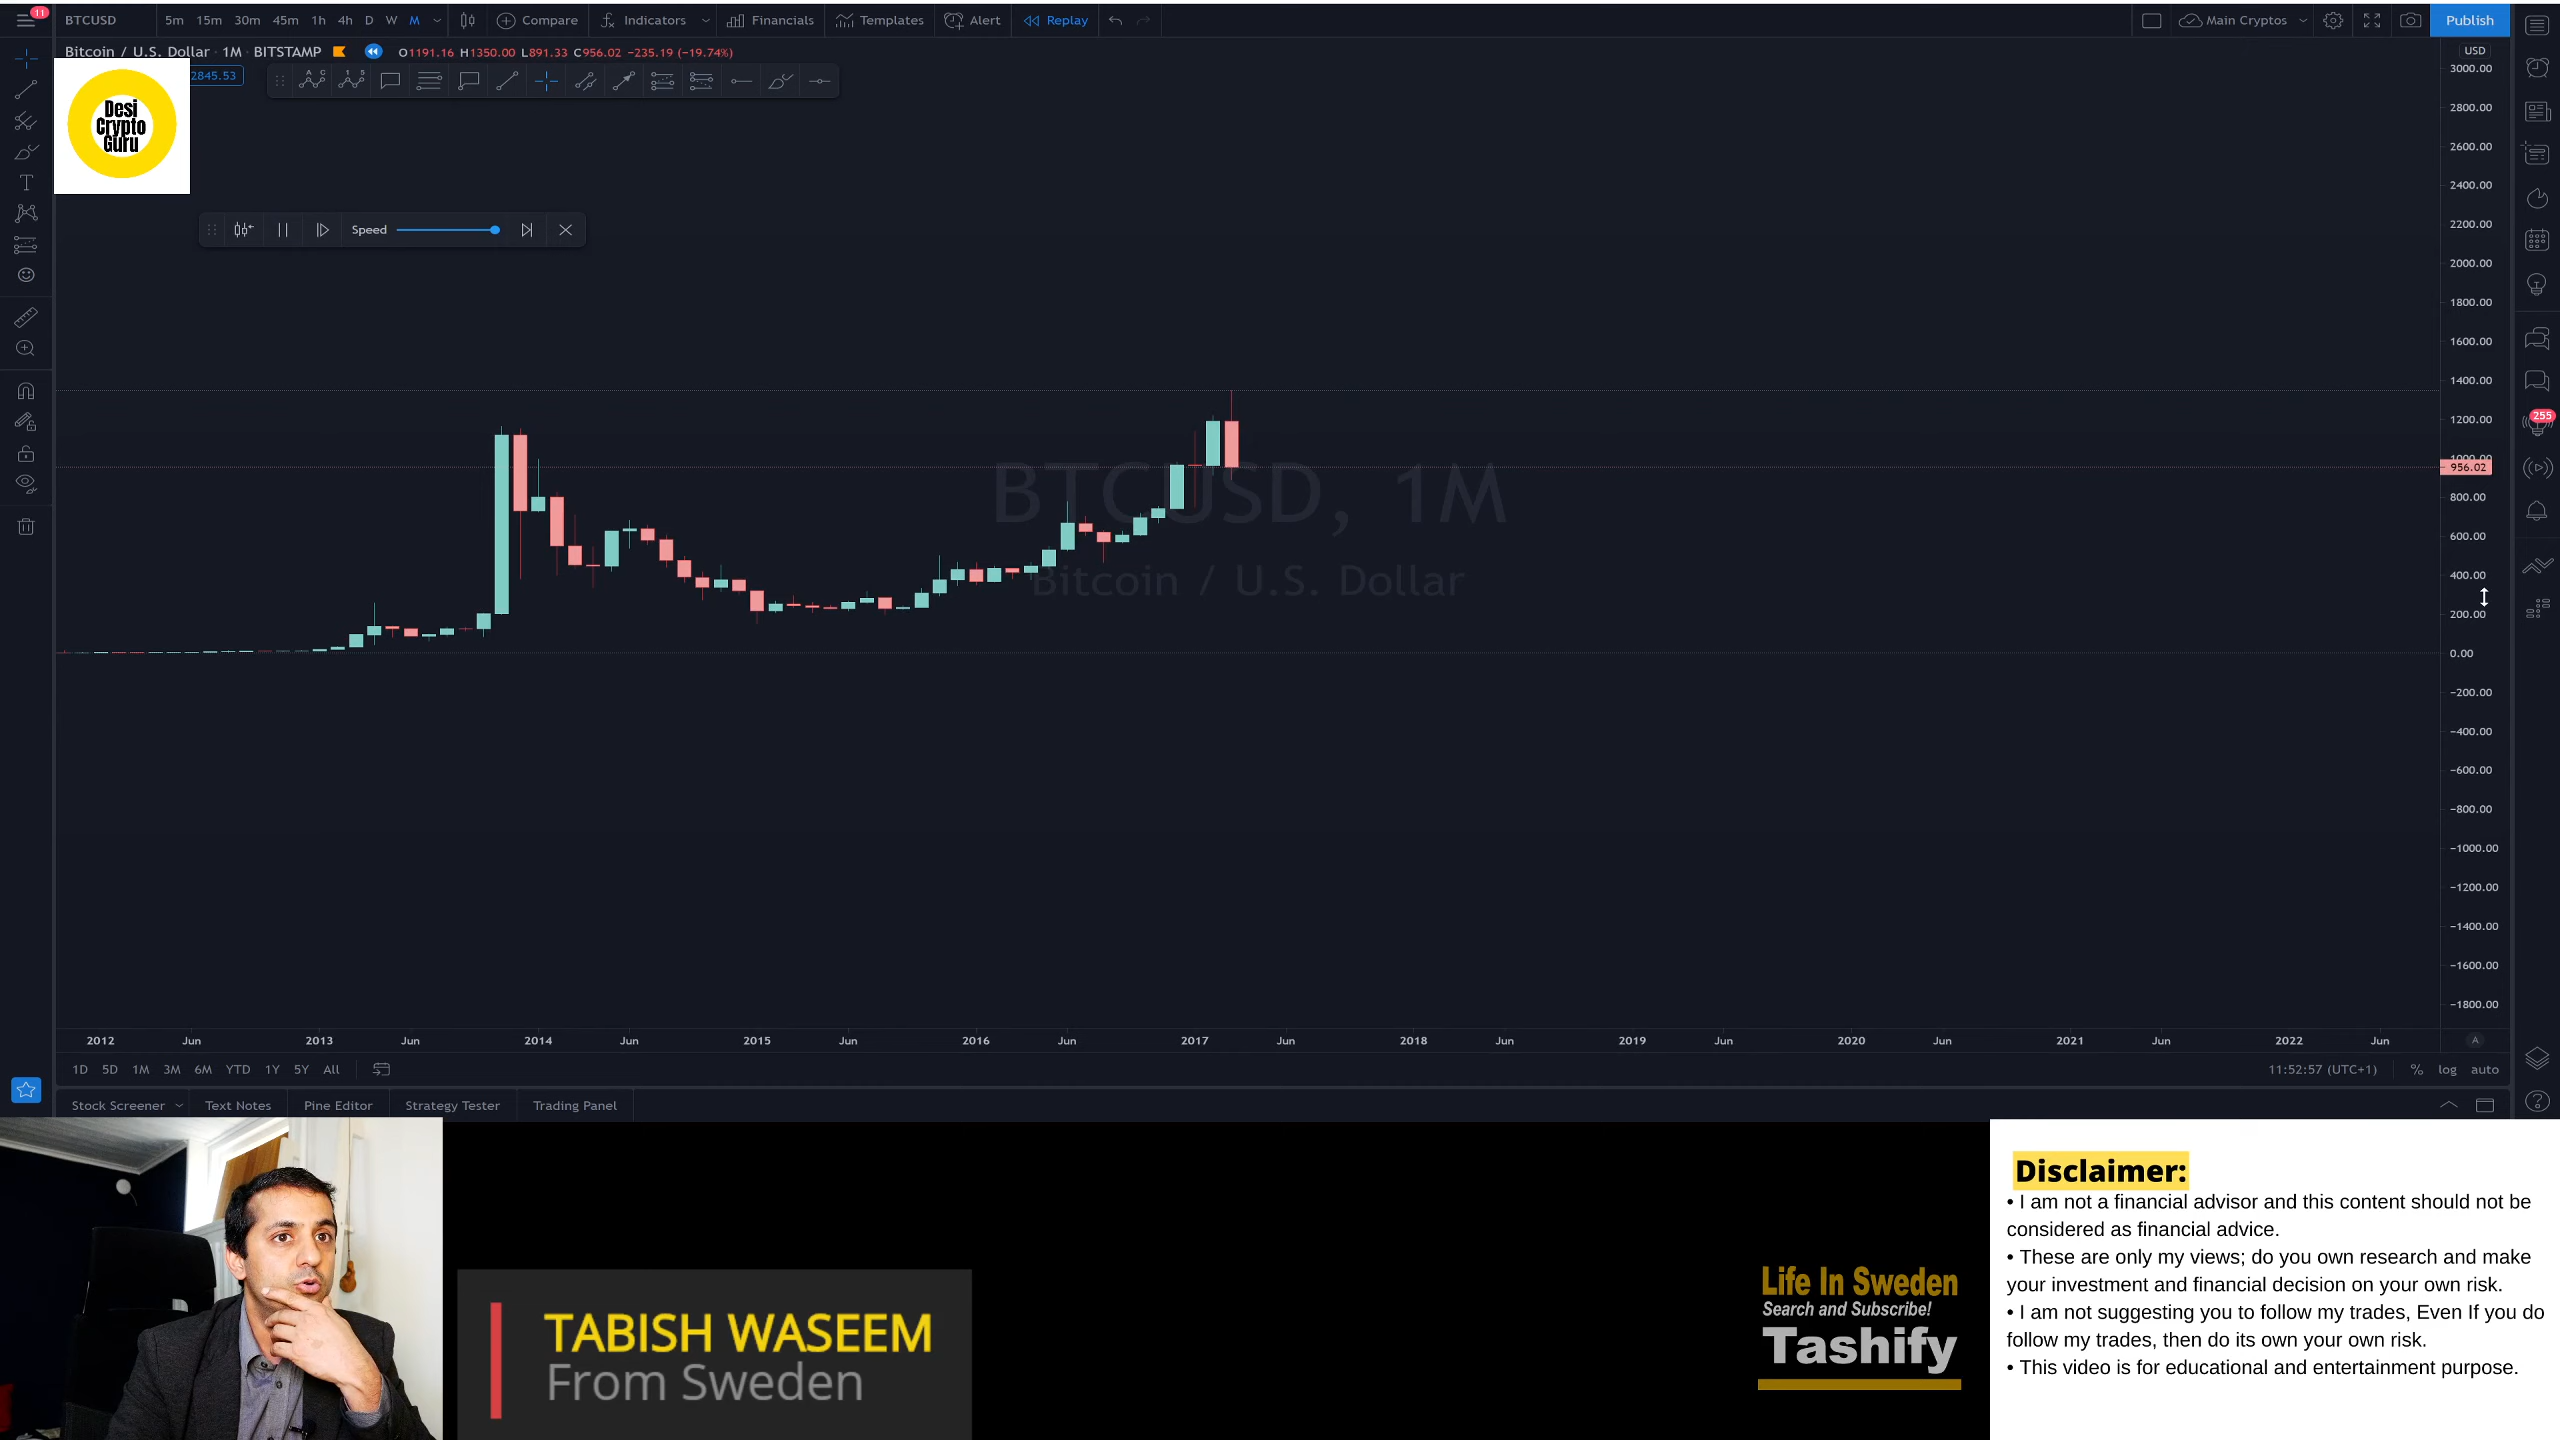 11
BTCUSD 5m 15m 30m 45m 1h 4h D W M Compare Indicators Financials Templates Alert Replay Main Cryptos Publish
Bitcoin / U.S. Dollar · 1M · BITSTAMP O1191.16 H1350.00 L891.33 C956.02 −235.19 (−19.74%)
USD
2845.53
Desi
Crypto
Guru
Speed
3000.00
2800.00
2600.00
2400.00
2200.00
2000.00
1800.00
1600.00
1400.00
1200.00
1000.00
956.02
800.00
600.00
400.00
200.00
0.00
−200.00
−400.00
−600.00
−800.00
−1000.00
−1200.00
−1400.00
−1600.00
−1800.00
255
BTCUSD, 1M
Bitcoin / U.S. Dollar
2012 Jun 2013 Jun 2014 Jun 2015 Jun 2016 Jun 2017 Jun 2018 Jun 2019 Jun 2020 Jun 2021 Jun 2022 Jun A
1D 5D 1M 3M 6M YTD 1Y 5Y All 11:52:57 (UTC+1) % log auto
Stock Screener Text Notes Pine Editor Strategy Tester Trading Panel
TABISH WASEEM
From Sweden
Life In Sweden
Search and Subscribe!
Tashify
Disclaimer:
• I am not a financial advisor and this content should not be
considered as financial advice.
• These are only my views; do you own research and make
your investment and financial decision on your own risk.
• I am not suggesting you to follow my trades, Even If you do
follow my trades, then do its own your own risk.
• This video is for educational and entertainment purpose.